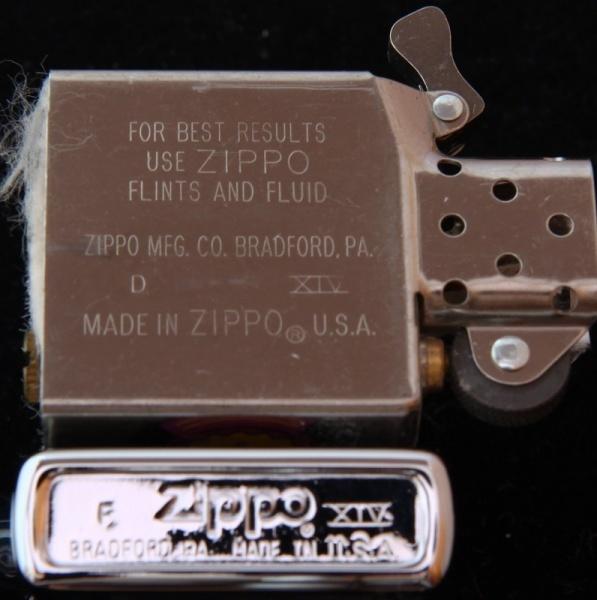 FOR BEST RESULTS
USE ZIPPO
FLINTS AND FLUID
ZIPPO MFG. CO. BRADFORD, PA.
D XIV
MADE IN ZIPPO® U.S.A.
E Zippo XIV
BRADFORD, PA. MADE IN U.S.A.